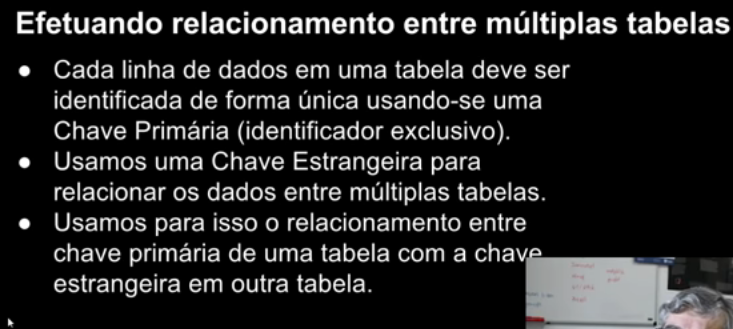 Efetuando relacionamento entre múltiplas tabelas
● Cada linha de dados em uma tabela deve ser
identificada de forma única usando-se uma
Chave Primária (identificador exclusivo).
● Usamos uma Chave Estrangeira para
relacionar os dados entre múltiplas tabelas.
● Usamos para isso o relacionamento entre
chave primária de uma tabela com a chave
estrangeira em outra tabela.